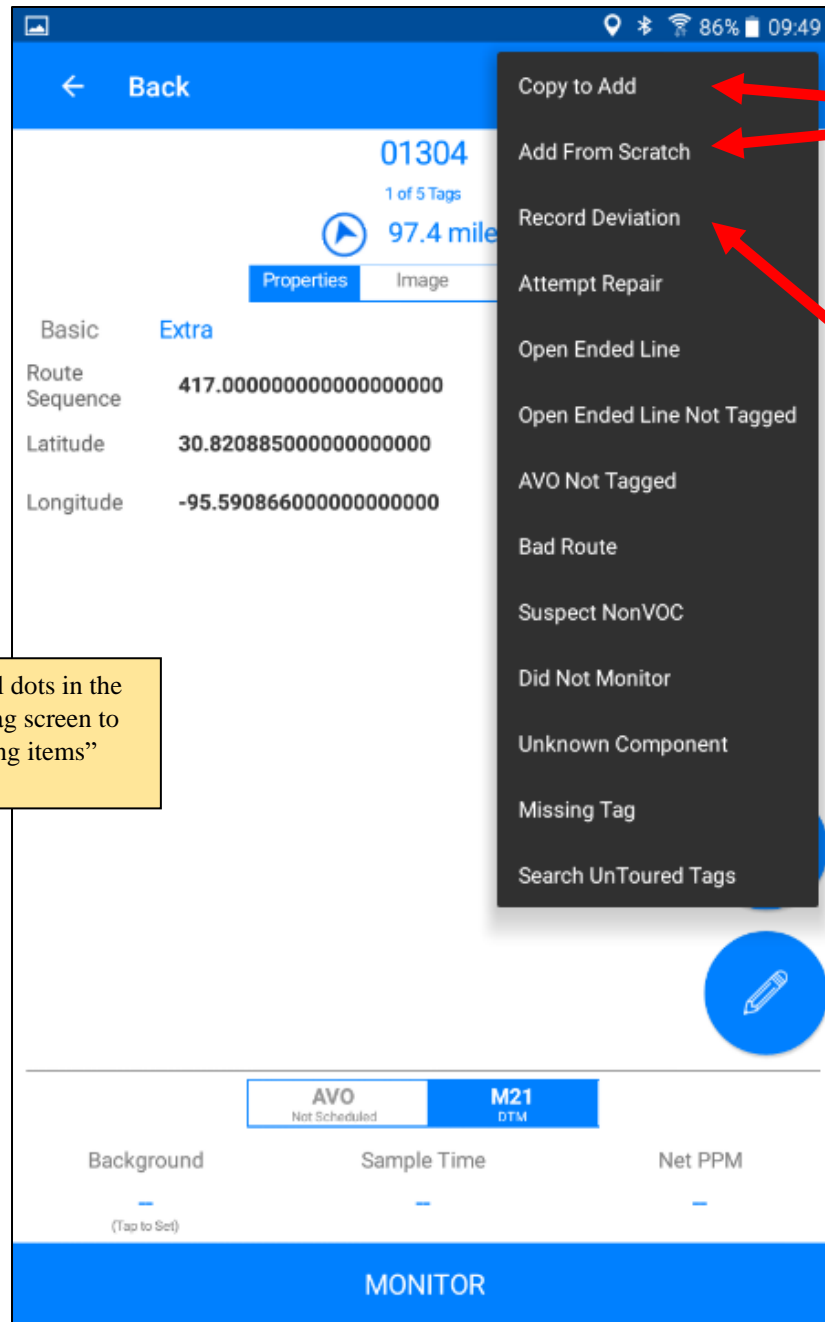 86% 09:49
Back
01304
1 of 5 Tags
97.4 mile
Properties Image
Basic Extra
Route
Sequence 417.000000000000000000
Latitude 30.820885000000000000
Longitude -95.590866000000000000
Copy to Add
Add From Scratch
Record Deviation
Attempt Repair
Open Ended Line
Open Ended Line Not Tagged
AVO Not Tagged
Bad Route
Suspect NonVOC
Did Not Monitor
Unknown Component
Missing Tag
Search UnToured Tags
dots in the
screen to
items”
AVO M21
Not Scheduled DTM
Background Sample Time Net PPM
-- -- --
(Tap to Set)
MONITOR